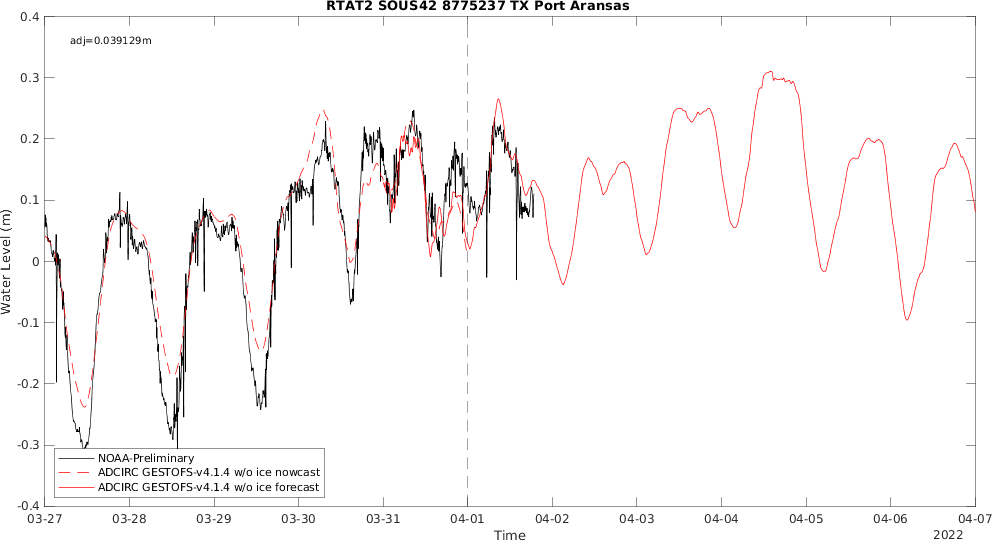 RTAT2 SOUS42 8775237 TX Port Aransas
adj=0.039129m
0.4
0.3
0.2
0.1
0
-0.1
-0.2
-0.3
-0.4
Water Level (m)
NOAA-Preliminary
ADCIRC GESTOFS-v4.1.4 w/o ice nowcast
ADCIRC GESTOFS-v4.1.4 w/o ice forecast
03-27 03-28 03-29 03-30 03-31 04-01 04-02 04-03 04-04 04-05 04-06 04-07
Time
2022